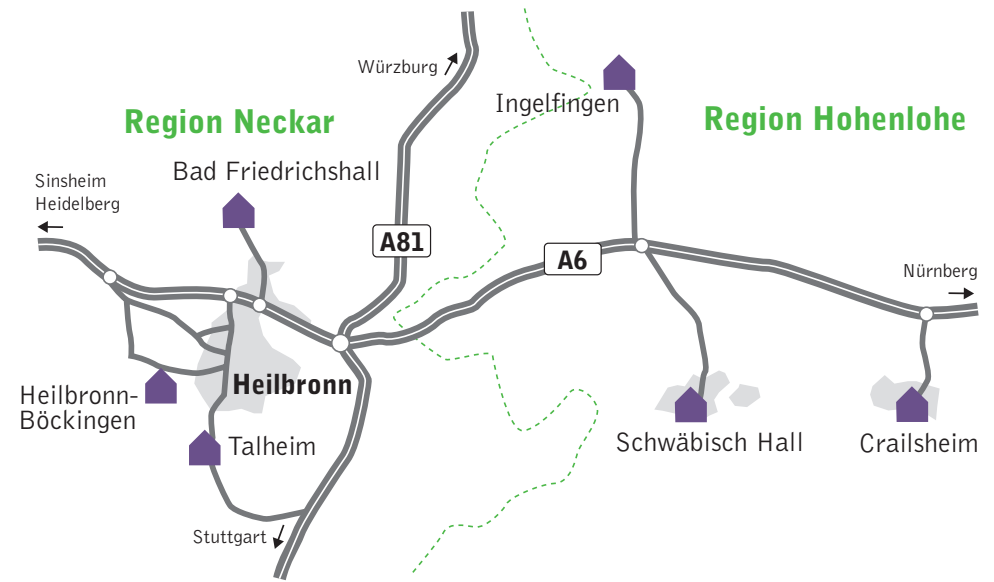 Würzburg
Ingelfingen
Region Neckar
Region Hohenlohe
Bad Friedrichshall
Sinsheim
Heidelberg
A81
A6
Nürnberg
Heilbronn
Heilbronn-
Böckingen
Talheim
Schwäbisch Hall
Crailsheim
Stuttgart